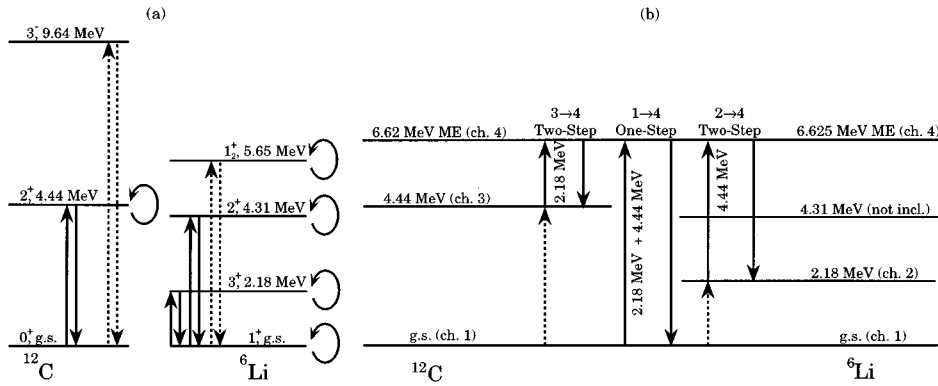 (a)
3⁻, 9.64 MeV
1⁺₂, 5.65 MeV
2⁺, 4.44 MeV
2⁺, 4.31 MeV
3⁺, 2.18 MeV
0⁺, g.s.
1⁺, g.s.
¹²C
⁶Li
(b)
3→4
Two-Step
1→4
One-Step
2→4
Two-Step
6.62 MeV ME (ch. 4)
6.625 MeV ME (ch. 4)
2.18 MeV
2.18 MeV + 4.44 MeV
4.44 MeV
4.44 MeV (ch. 3)
4.31 MeV (not incl.)
2.18 MeV (ch. 2)
g.s. (ch. 1)
g.s. (ch. 1)
¹²C
⁶Li